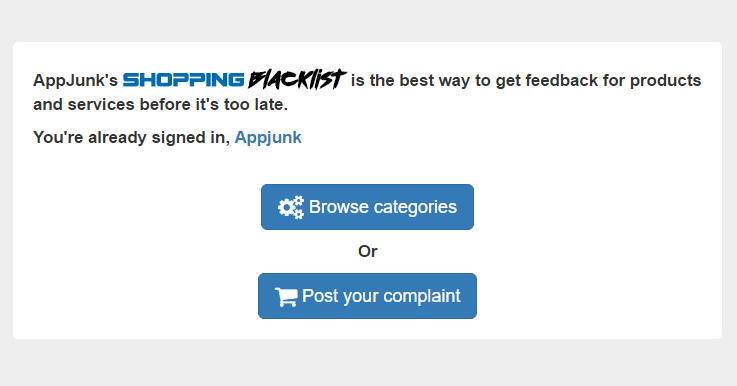 AppJunk's SHOPPING BLACKLIST is the best way to get feedback for products
and services before it's too late.
You're already signed in, Appjunk
Browse categories
Or
Post your complaint